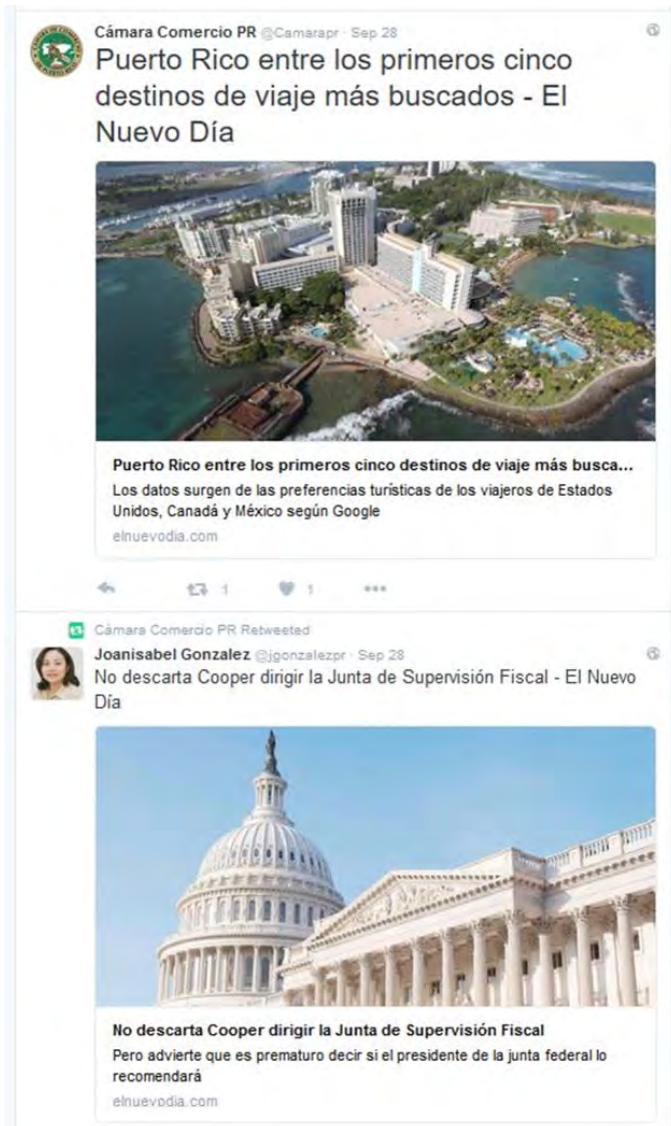 Cámara Comercio PR @Camarapr · Sep 28
Puerto Rico entre los primeros cinco
destinos de viaje más buscados - El
Nuevo Día
Puerto Rico entre los primeros cinco destinos de viaje más busca...
Los datos surgen de las preferencias turísticas de los viajeros de Estados
Unidos, Canadá y México según Google
elnuevodia.com
1 1
Cámara Comercio PR Retweeted
Joanisabel Gonzalez @jgonzalezpr · Sep 28
No descarta Cooper dirigir la Junta de Supervisión Fiscal - El Nuevo
Día
No descarta Cooper dirigir la Junta de Supervisión Fiscal
Pero advierte que es prematuro decir si el presidente de la junta federal lo
recomendará
elnuevodia.com